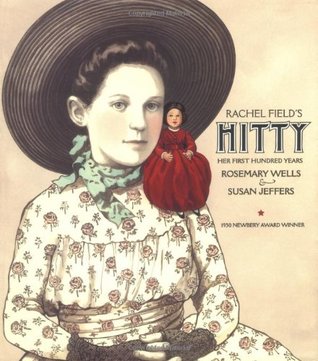 RACHEL FIELD'S
HITTY
HER FIRST HUNDRED YEARS
ROSEMARY WELLS
&
SUSAN JEFFERS
1930 NEWBERY AWARD WINNER